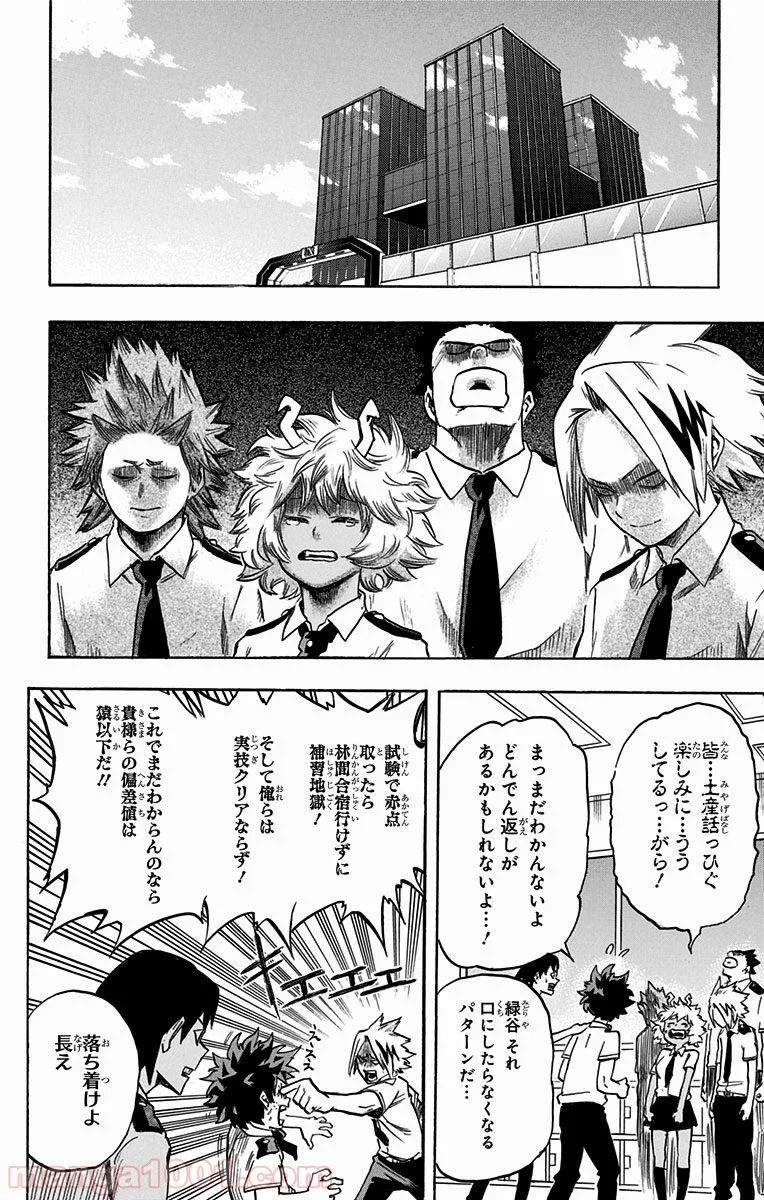 皆…土産話っひぐ
楽しみに…うう
してるっ…がら！
まっまだわかんないよ
どんでん返しが
あるかもしれないよ…！
緑谷 それ
口にしたらなくなる
パターンだ…
試験で赤点
取ったら
林間合宿行けずに
補習地獄！
そして俺らは
実技クリアならず！
これでまだわからんのなら
貴様らの偏差値は
猿以下だ！！
キエエエエ
落ち着けよ
長え
manga1001.com